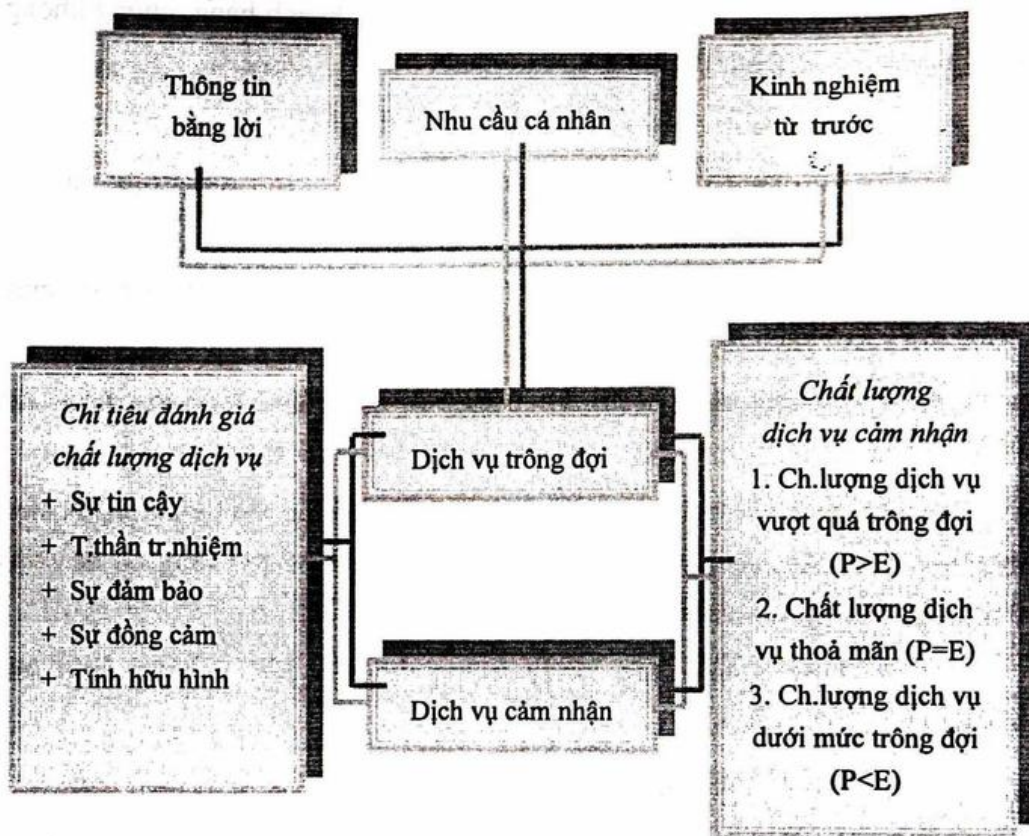 Thông tin
bằng lời
Nhu cầu cá nhân
Kinh nghiệm
từ trước
Chỉ tiêu đánh giá
chất lượng dịch vụ
+ Sự tin cậy
+ T.thần tr.nhiệm
+ Sự đảm bảo
+ Sự đồng cảm
+ Tính hữu hình
Dịch vụ trông đợi
Dịch vụ cảm nhận
Chất lượng
dịch vụ cảm nhận
1. Ch.lượng dịch vụ
vượt quá trông đợi
(P>E)
2. Chất lượng dịch
vụ thoả mãn (P=E)
3. Ch.lượng dịch vụ
dưới mức trông đợi
(P<E)